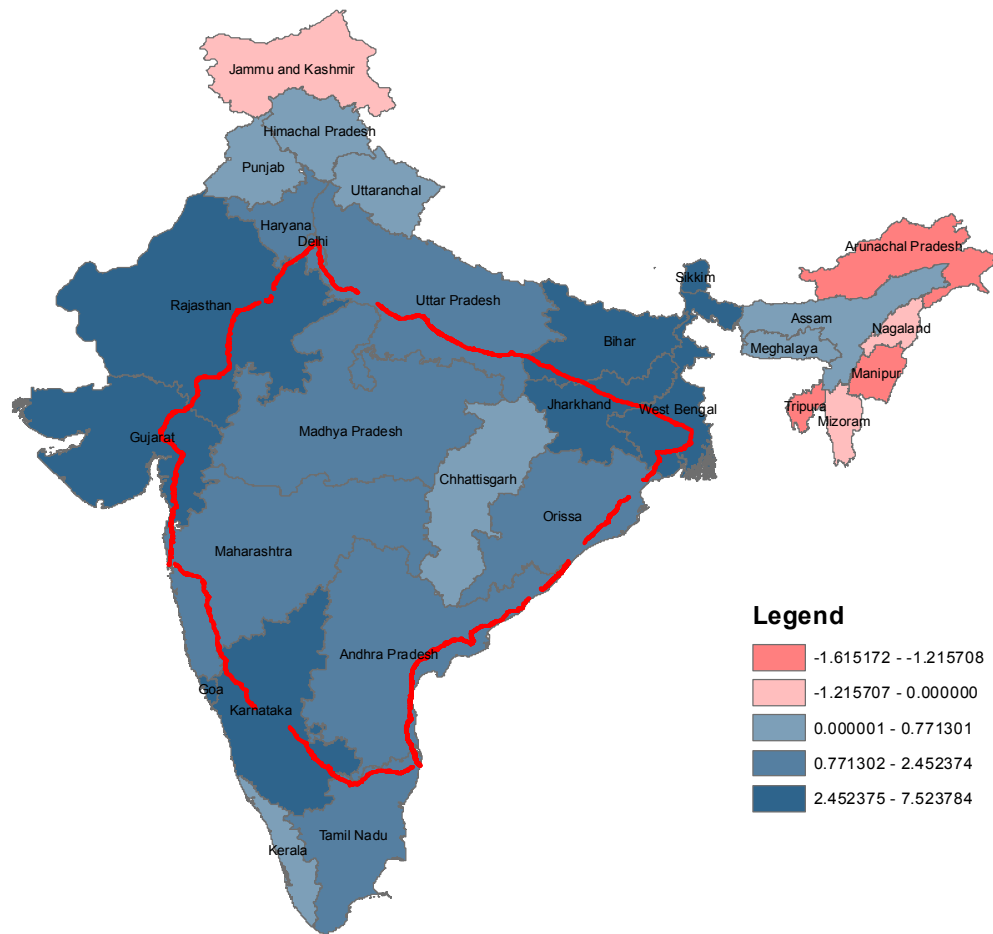 Jammu and Kashmir
Himachal Pradesh
Punjab
Uttaranchal
Haryana
Delhi
Arunachal Pradesh
Sikkim
Rajasthan
Uttar Pradesh
Assam
Nagaland
Bihar
Meghalaya
Manipur
Jharkhand
West Bengal
Tripura
Mizoram
Gujarat
Madhya Pradesh
Chhattisgarh
Orissa
Maharashtra
Andhra Pradesh
Goa
Karnataka
Tamil Nadu
Kerala
Legend
-1.615172 - -1.215708
-1.215707 - 0.000000
0.000001 - 0.771301
0.771302 - 2.452374
2.452375 - 7.523784